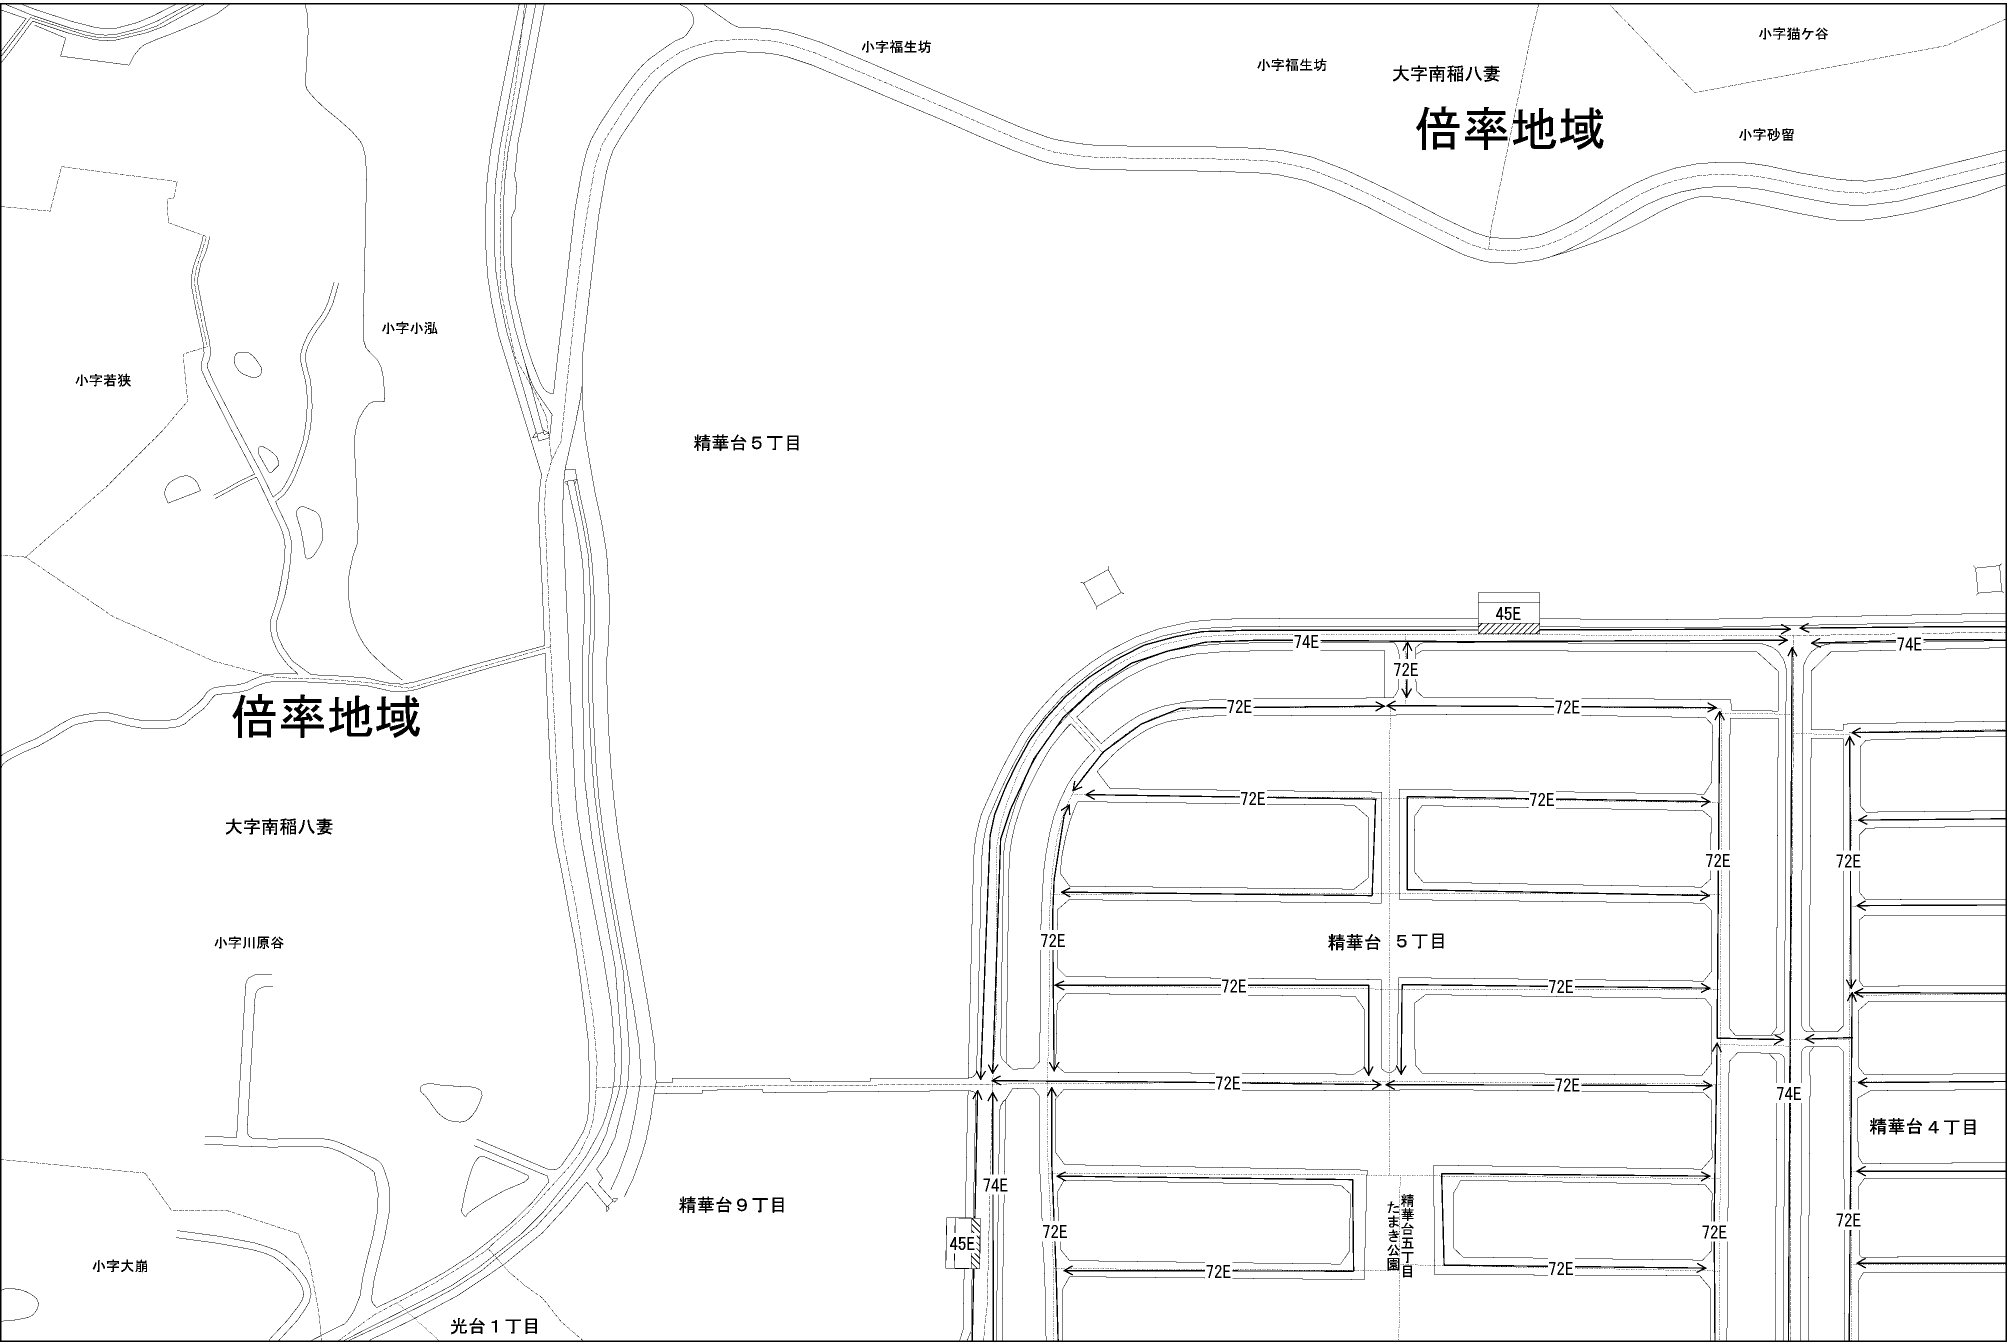 小字猫ケ谷
小字福生坊
小字福生坊
大字南稲八妻
倍率地域
小字砂留
小字小泓
小字若狭
精華台５丁目
45E
74E
74E
72E
72E
72E
倍率地域
72E
72E
大字南稲八妻
72E
72E
72E
小字川原谷
精華台 ５丁目
72E
72E
72E
72E
72E
74E
精華台４丁目
74E
精華台９丁目
精華台五丁目
たまき公園
72E
72E
72E
45E
小字大崩
72E
72E
光台１丁目